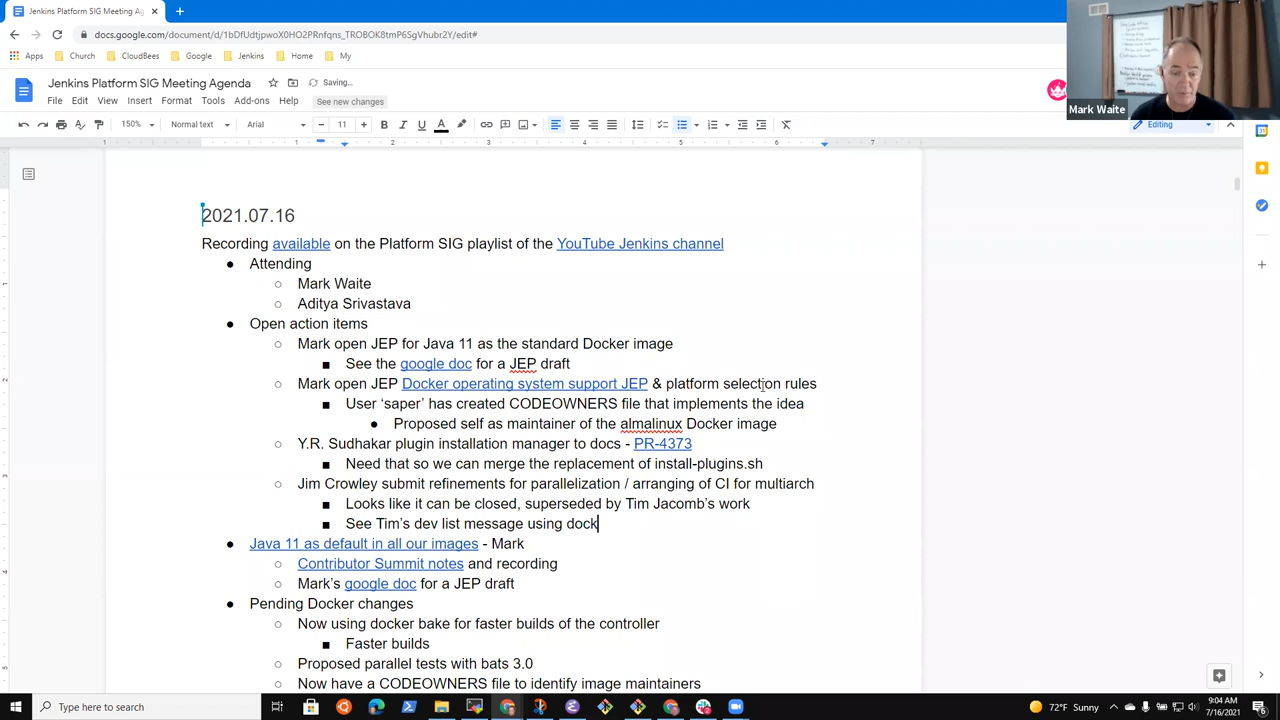 Jenkins Platform SIG Meeting Ag
docs.google.com/document/d/1bDfUdtjpwoX0HO2PRnfqns_TROBOK8tmP6SgVtaGt2Y/edit#
Apps Church CloudBees Google Jenkins Home My
Jenkins Platform SIG Meeting Agenda Saving...
File Edit View Insert Format Tools Add-ons Help See new changes
Mark Waite
150% Normal text Arial 11 Editing
1 1 2 3 4 5 6 7
2021.07.16
Recording available on the Platform SIG playlist of the YouTube Jenkins channel
● Attending
○ Mark Waite
○ Aditya Srivastava
● Open action items
○ Mark open JEP for Java 11 as the standard Docker image
■ See the google doc for a JEP draft
○ Mark open JEP Docker operating system support JEP & platform selection rules
■ User ‘saper’ has created CODEOWNERS file that implements the idea
● Proposed self as maintainer of the almalinux Docker image
○ Y.R. Sudhakar plugin installation manager to docs - PR-4373
■ Need that so we can merge the replacement of install-plugins.sh
○ Jim Crowley submit refinements for parallelization / arranging of CI for multiarch
■ Looks like it can be closed, superseded by Tim Jacomb’s work
■ See Tim’s dev list message using dock
● Java 11 as default in all our images - Mark
○ Contributor Summit notes and recording
○ Mark’s google doc for a JEP draft
● Pending Docker changes
○ Now using docker bake for faster builds of the controller
■ Faster builds
○ Proposed parallel tests with bats 3.0
○ Now have a CODEOWNERS file to identify image maintainers
Type here to search
72°F Sunny
9:04 AM
7/16/2021